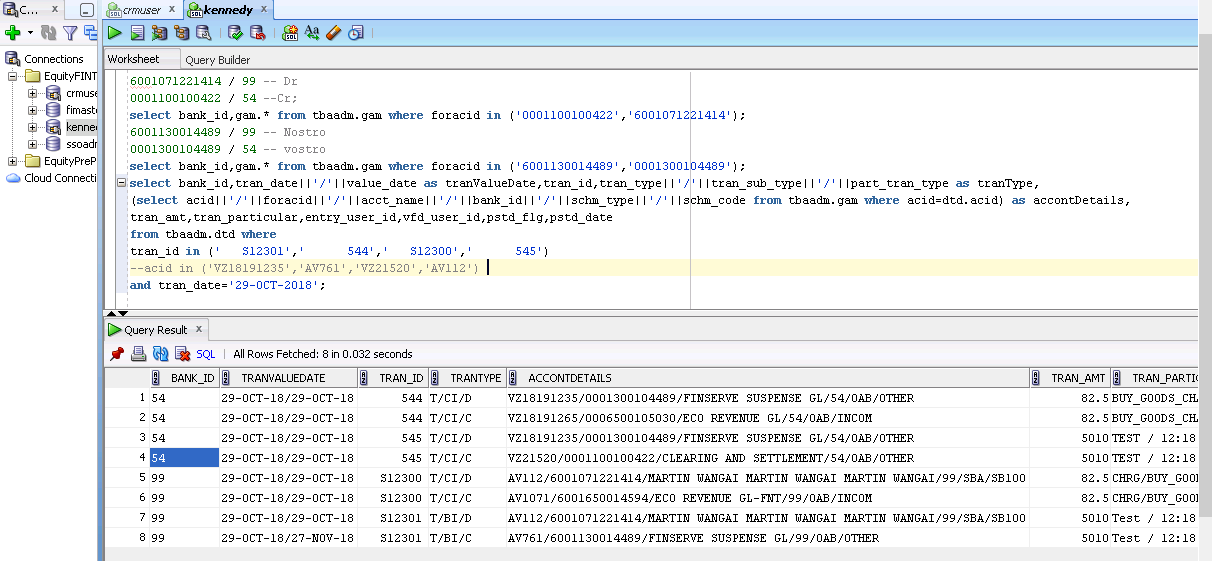 C... x
crmuser x
kennedy x
Connections
EquityFINT
crmuse
fimaste
kenned
ssoadn
EquityPreP
Cloud Connecti
Worksheet Query Builder
6001071221414 / 99 -- Dr
0001100100422 / 54 --Cr;
select bank_id,gam.* from tbaadm.gam where foracid in ('0001100100422','6001071221414');
6001130014489 / 99 -- Nostro
0001300104489 / 54 -- vostro
select bank_id,gam.* from tbaadm.gam where foracid in ('6001130014489','0001300104489');
select bank_id,tran_date||'/'||value_date as tranValueDate,tran_id,tran_type||'/'||tran_sub_type||'/'||part_tran_type as tranType,
(select acid||'/'||foracid||'/'||acct_name||'/'||bank_id||'/'||schm_type||'/'||schm_code from tbaadm.gam where acid=dtd.acid) as accontDetails,
tran_amt,tran_particular,entry_user_id,vfd_user_id,pstd_flg,pstd_date
from tbaadm.dtd where
tran_id in ('   S12301','      544','   S12300','      545')
--acid in ('VZ18191235','AV761','VZ21520','AV112')
and tran_date='29-OCT-2018';
Query Result x
SQL | All Rows Fetched: 8 in 0.032 seconds
BANK_ID TRANVALUEDATE TRAN_ID TRANTYPE ACCONTDETAILS TRAN_AMT TRAN_PARTIC
1 54 29-OCT-18/29-OCT-18 544 T/CI/D VZ18191235/0001300104489/FINSERVE SUSPENSE GL/54/OAB/OTHER 82.5 BUY_GOODS_CHA
2 54 29-OCT-18/29-OCT-18 544 T/CI/C VZ18191265/0006500105030/ECO REVENUE GL/54/OAB/INCOM 82.5 BUY_GOODS_CHA
3 54 29-OCT-18/29-OCT-18 545 T/CI/D VZ18191235/0001300104489/FINSERVE SUSPENSE GL/54/OAB/OTHER 5010 TEST / 12:18
4 54 29-OCT-18/29-OCT-18 545 T/CI/C VZ21520/0001100100422/CLEARING AND SETTLEMENT/54/OAB/OTHER 5010 TEST / 12:18
5 99 29-OCT-18/29-OCT-18 S12300 T/CI/D AV112/6001071221414/MARTIN WANGAI MARTIN WANGAI MARTIN WANGAI/99/SBA/SB100 82.5 CHRG/BUY_GOOD
6 99 29-OCT-18/29-OCT-18 S12300 T/CI/C AV1071/6001650014594/ECO REVENUE GL-FNT/99/OAB/INCOM 82.5 CHRG/BUY_GOOD
7 99 29-OCT-18/29-OCT-18 S12301 T/BI/D AV112/6001071221414/MARTIN WANGAI MARTIN WANGAI MARTIN WANGAI/99/SBA/SB100 5010 Test / 12:18
8 99 29-OCT-18/27-NOV-18 S12301 T/BI/C AV761/6001130014489/FINSERVE SUSPENSE GL/99/OAB/OTHER 5010 Test / 12:18